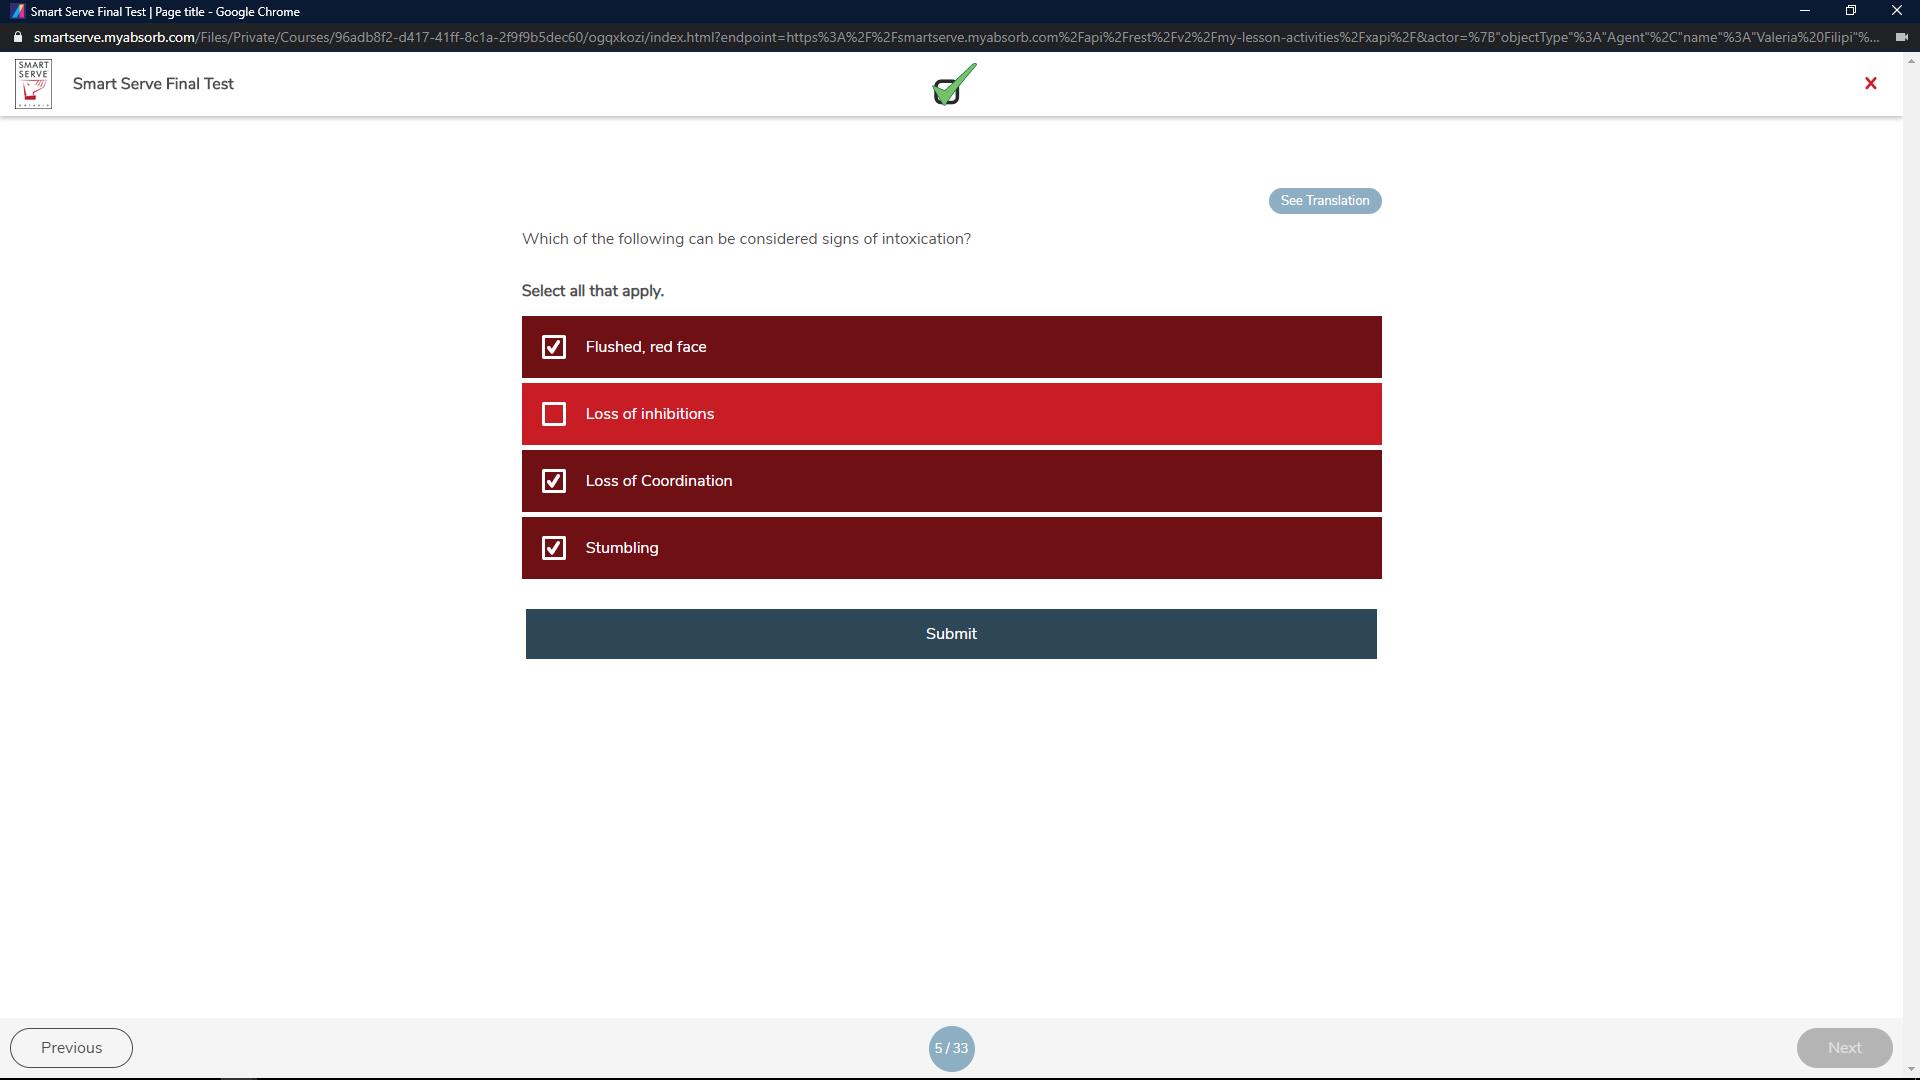 Smart Serve Final Test | Page title - Google Chrome
smartserve.myabsorb.com/Files/Private/Courses/96adb8f2-d417-41ff-8c1a-2f9f9b5dec60/ogqxkozi/index.html?endpoint=https%3A%2F%2Fsmartserve.myabsorb.com%2Fapi%2Frest%2Fv2%2Fmy-lesson-activities%2Fxapi%2F&actor=%7B"objectType"%3A"Agent"%2C"name"%3A"Valeria%20Filipi"%...
SMART
SERVE
ONTARIO
Smart Serve Final Test
See Translation
Which of the following can be considered signs of intoxication?
Select all that apply.
Flushed, red face
Loss of inhibitions
Loss of Coordination
Stumbling
Submit
Previous
5 / 33
Next